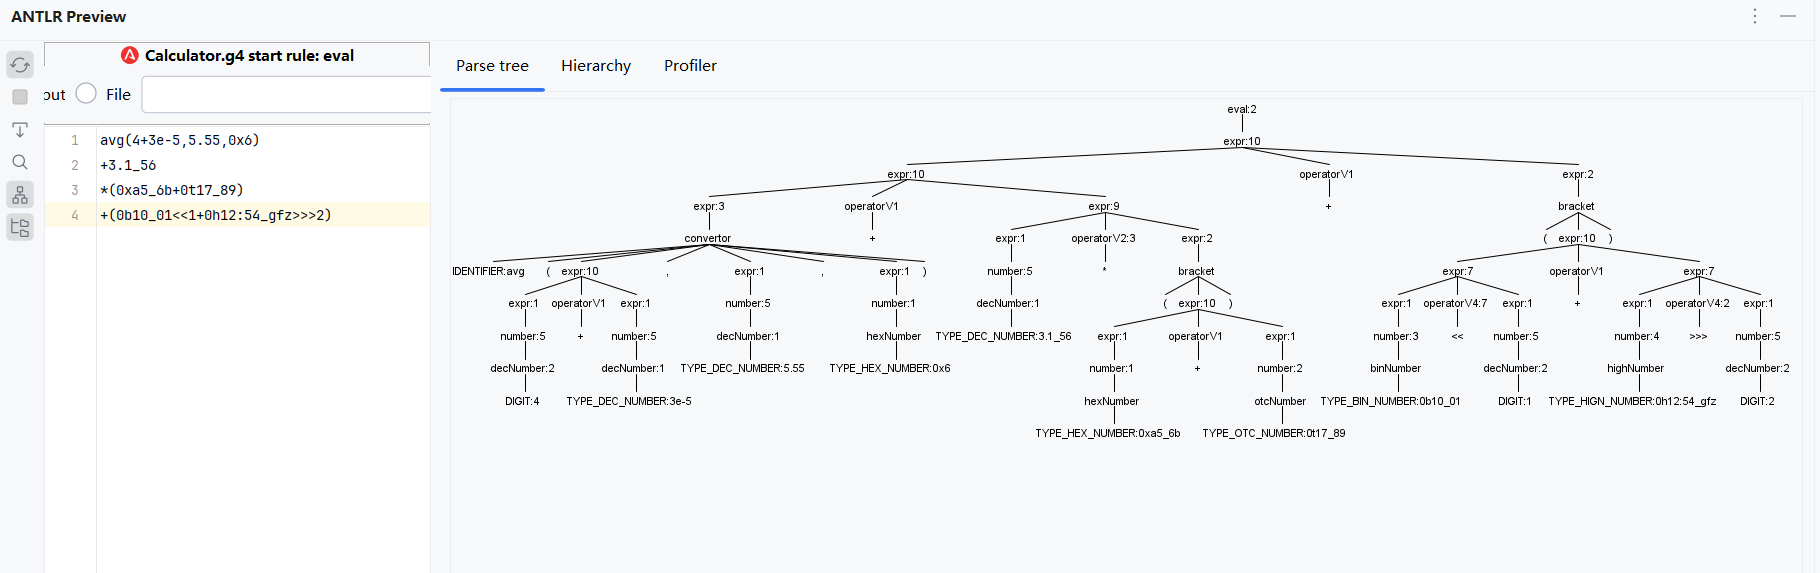 ANTLR Preview
Calculator.g4 start rule: eval
out File
Parse tree Hierarchy Profiler
1 avg(4+3e-5,5.55,0x6)
2 +3.1_56
3 *(0xa5_6b+0t17_89)
4 +(0b10_01<<1+0h12:54_gfz>>>2)
eval:2
expr:10
expr:10 operatorV1 expr:2
expr:3 operatorV1 expr:9 + bracket
convertor + expr:1 operatorV2:3 expr:2 ( expr:10 )
IDENTIFIER:avg ( expr:10 , expr:1 , expr:1 ) number:5 * bracket expr:7 operatorV1 expr:7
expr:1 operatorV1 expr:1 number:5 number:1 decNumber:1 ( expr:10 ) expr:1 operatorV4:7 expr:1 + expr:1 operatorV4:2 expr:1
number:5 + number:5 decNumber:1 hexNumber TYPE_DEC_NUMBER:3.1_56 expr:1 operatorV1 expr:1 number:3 << number:5 number:4 >>> number:5
decNumber:2 decNumber:1 TYPE_DEC_NUMBER:5.55 TYPE_HEX_NUMBER:0x6 number:1 + number:2 binNumber decNumber:2 highNumber decNumber:2
DIGIT:4 TYPE_DEC_NUMBER:3e-5 hexNumber otcNumber TYPE_BIN_NUMBER:0b10_01 DIGIT:1 TYPE_HIGN_NUMBER:0h12:54_gfz DIGIT:2
TYPE_HEX_NUMBER:0xa5_6b TYPE_OTC_NUMBER:0t17_89